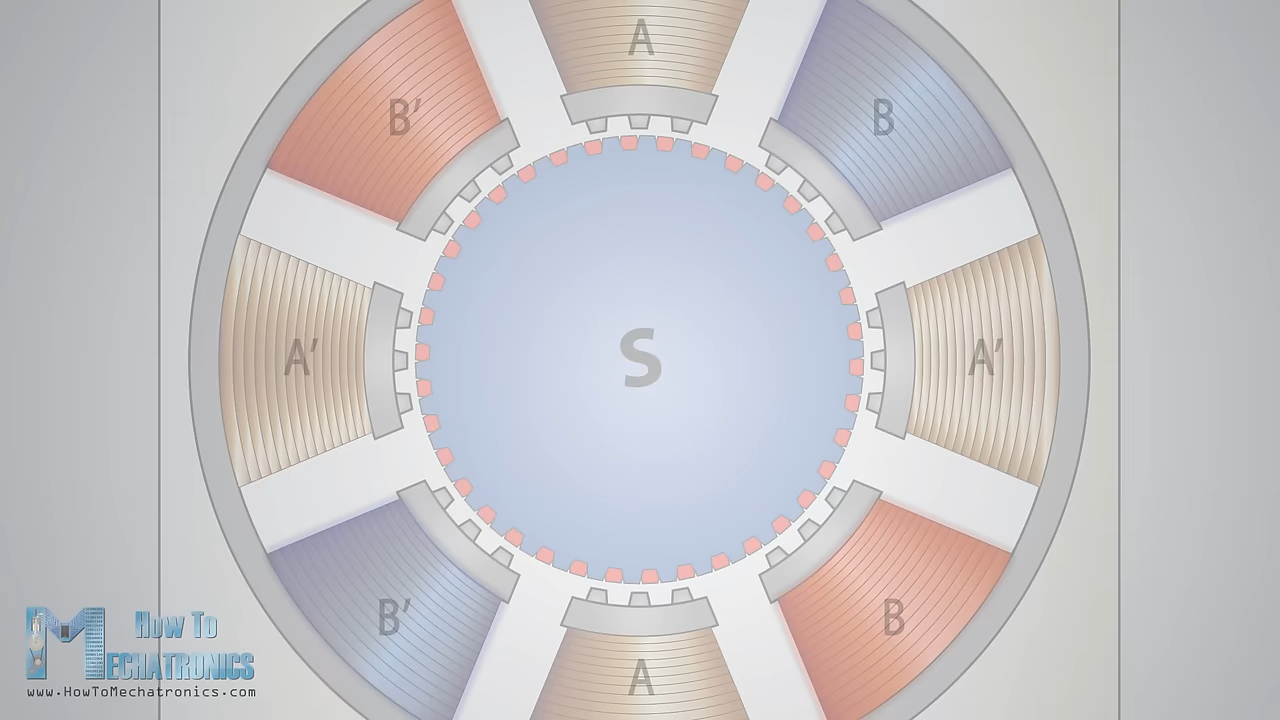 A
B′
B
A′
S
A′
B′
B
A
How To
Mechatronics
www.HowToMechatronics.com